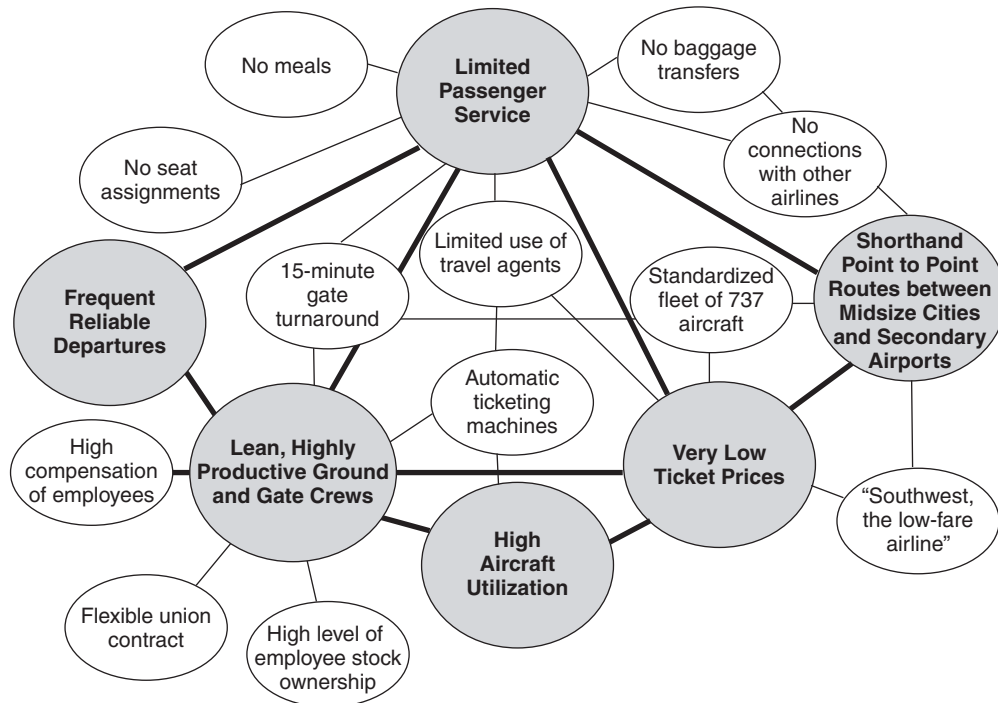 No meals
Limited
Passenger
Service
No baggage
transfers
No seat
assignments
No
connections
with other
airlines
Frequent
Reliable
Departures
15-minute
gate
turnaround
Limited use of
travel agents
Standardized
fleet of 737
aircraft
Shorthand
Point to Point
Routes between
Midsize Cities
and Secondary
Airports
High
compensation
of employees
Lean, Highly
Productive Ground
and Gate Crews
Automatic
ticketing
machines
Very Low
Ticket Prices
“Southwest,
the low-fare
airline”
High
Aircraft
Utilization
Flexible union
contract
High level of
employee stock
ownership